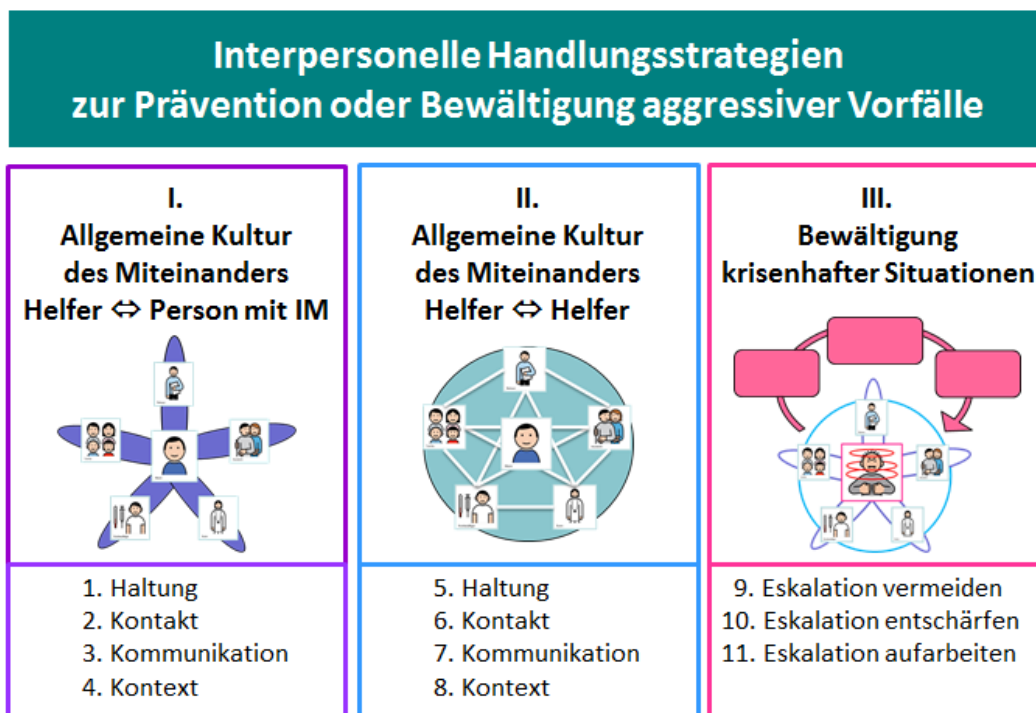 Interpersonelle Handlungsstrategien
zur Prävention oder Bewältigung aggressiver Vorfälle
I.
Allgemeine Kultur
des Miteinanders
Helfer ⇔ Person mit IM
1. Haltung
2. Kontakt
3. Kommunikation
4. Kontext
II.
Allgemeine Kultur
des Miteinanders
Helfer ⇔ Helfer
5. Haltung
6. Kontakt
7. Kommunikation
8. Kontext
III.
Bewältigung
krisenhafter Situationen
9. Eskalation vermeiden
10. Eskalation entschärfen
11. Eskalation aufarbeiten